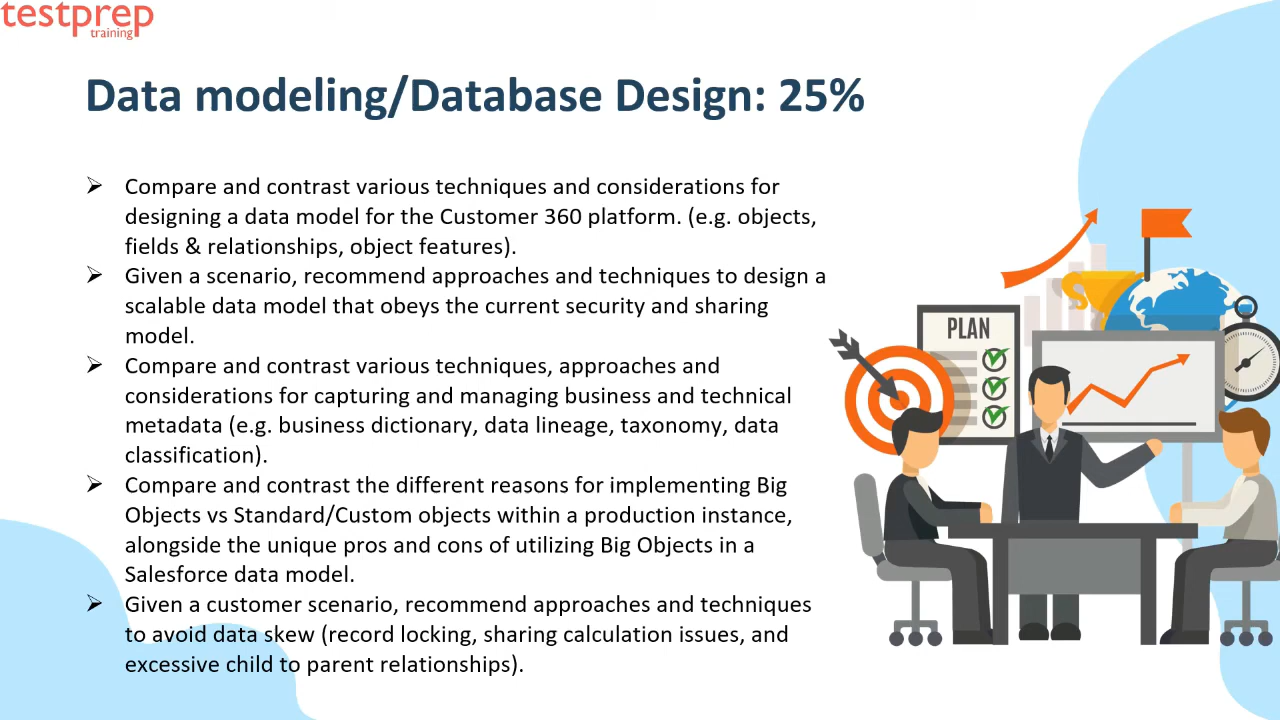 testprep
training
Data modeling/Database Design: 25%
Compare and contrast various techniques and considerations for
designing a data model for the Customer 360 platform. (e.g. objects,
fields & relationships, object features).
Given a scenario, recommend approaches and techniques to design a
scalable data model that obeys the current security and sharing
model.
Compare and contrast various techniques, approaches and
considerations for capturing and managing business and technical
metadata (e.g. business dictionary, data lineage, taxonomy, data
classification).
Compare and contrast the different reasons for implementing Big
Objects vs Standard/Custom objects within a production instance,
alongside the unique pros and cons of utilizing Big Objects in a
Salesforce data model.
Given a customer scenario, recommend approaches and techniques
to avoid data skew (record locking, sharing calculation issues, and
excessive child to parent relationships).
PLAN